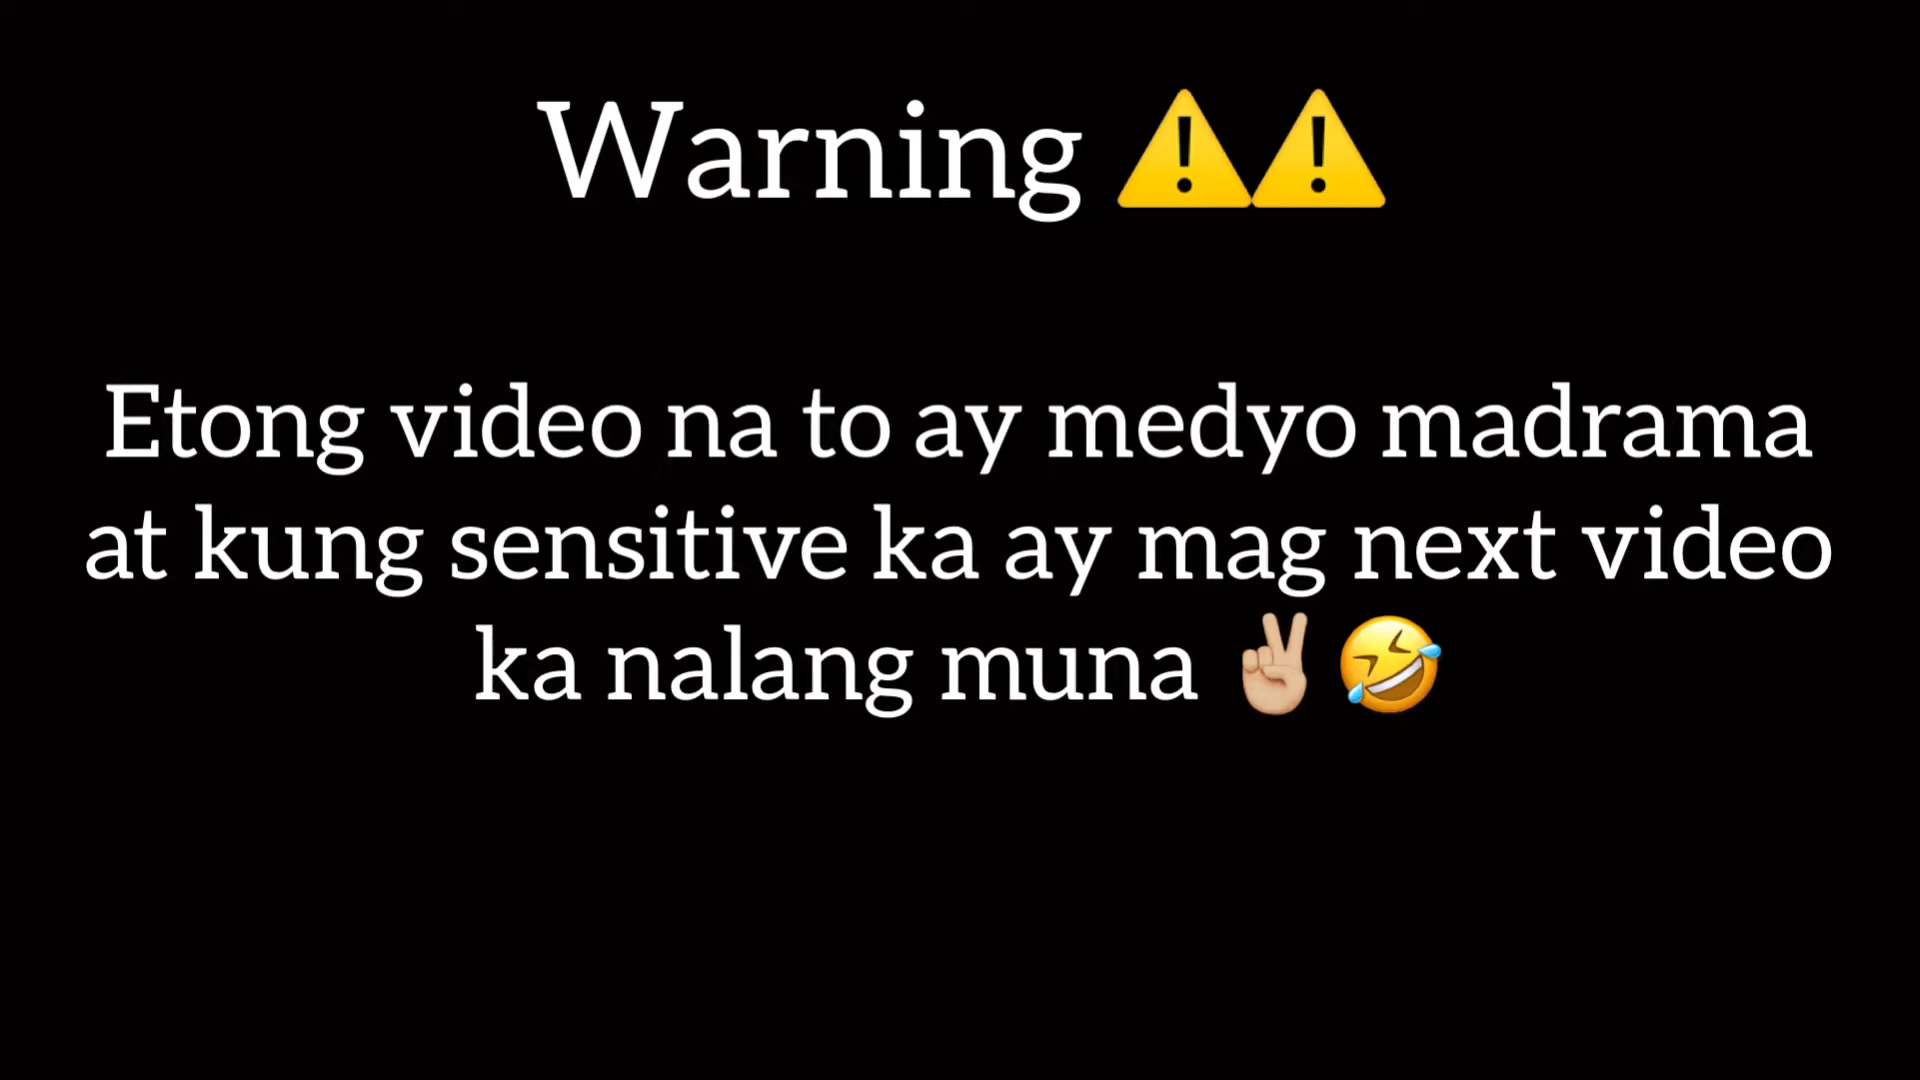 Warning ⚠️⚠️
Etong video na to ay medyo madrama
at kung sensitive ka ay mag next video
ka nalang muna ✌🏼🤣